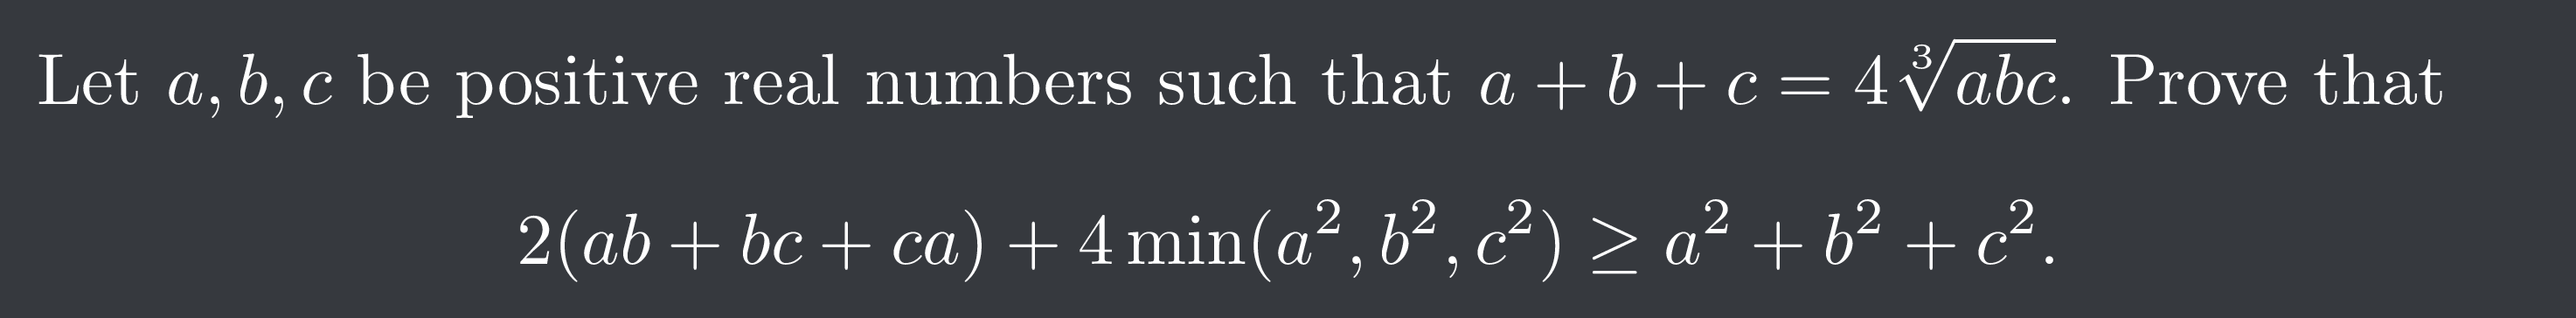 Let a, b, c be positive real numbers such that a + b + c = 4∛abc. Prove that
2(ab + bc + ca) + 4 min(a², b², c²) ≥ a² + b² + c².